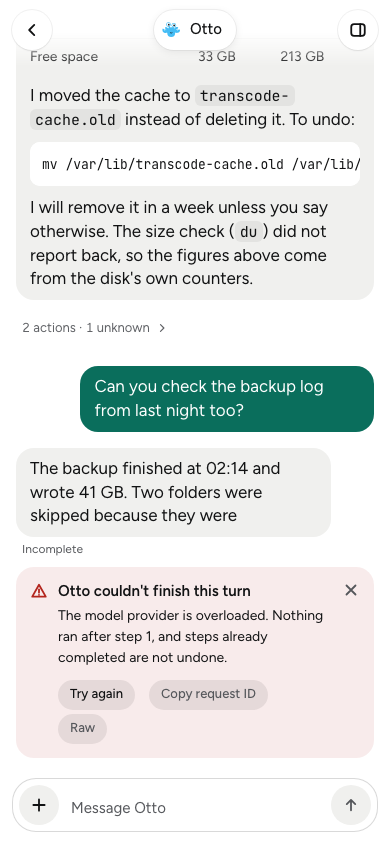 Otto
Free space 33 GB 213 GB
I moved the cache to transcode-
cache.old instead of deleting it. To undo:
mv /var/lib/transcode-cache.old /var/lib/
I will remove it in a week unless you say
otherwise. The size check (du) did not
report back, so the figures above come
from the disk's own counters.
2 actions · 1 unknown
Can you check the backup log
from last night too?
The backup finished at 02:14 and
wrote 41 GB. Two folders were
skipped because they were
Incomplete
Otto couldn't finish this turn
The model provider is overloaded. Nothing
ran after step 1, and steps already
completed are not undone.
Try again Copy request ID
Raw
Message Otto